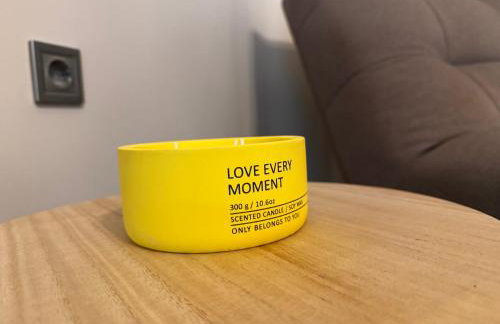 LOVE EVERY
MOMENT
300 g / 10.6oz
SCENTED CANDLE / SOY WAX
ONLY BELONGS TO YOU